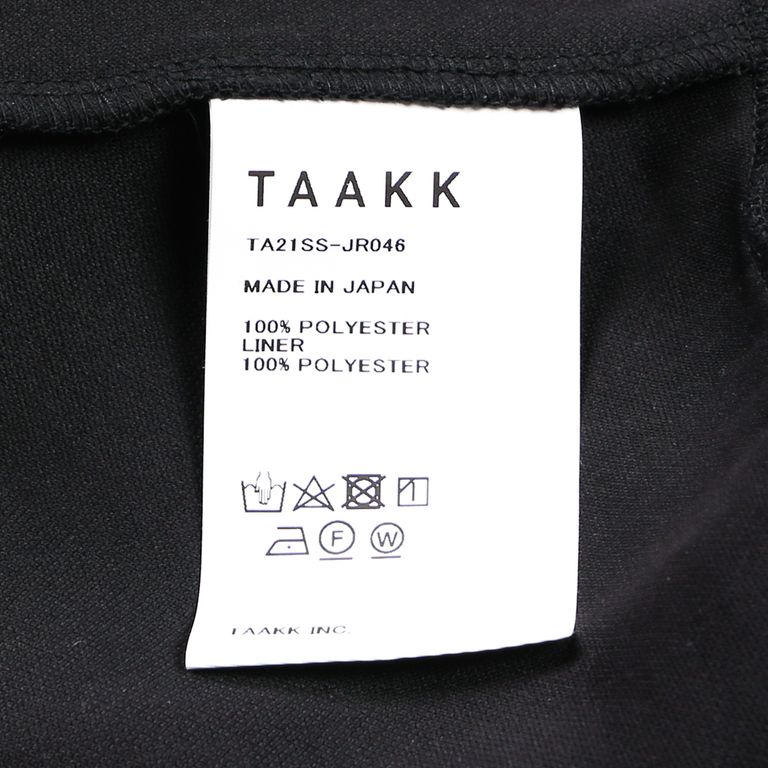 TAAKK
TA21SS-JR046
MADE IN JAPAN
100% POLYESTER
LINER
100% POLYESTER
F W
TAAKK INC.